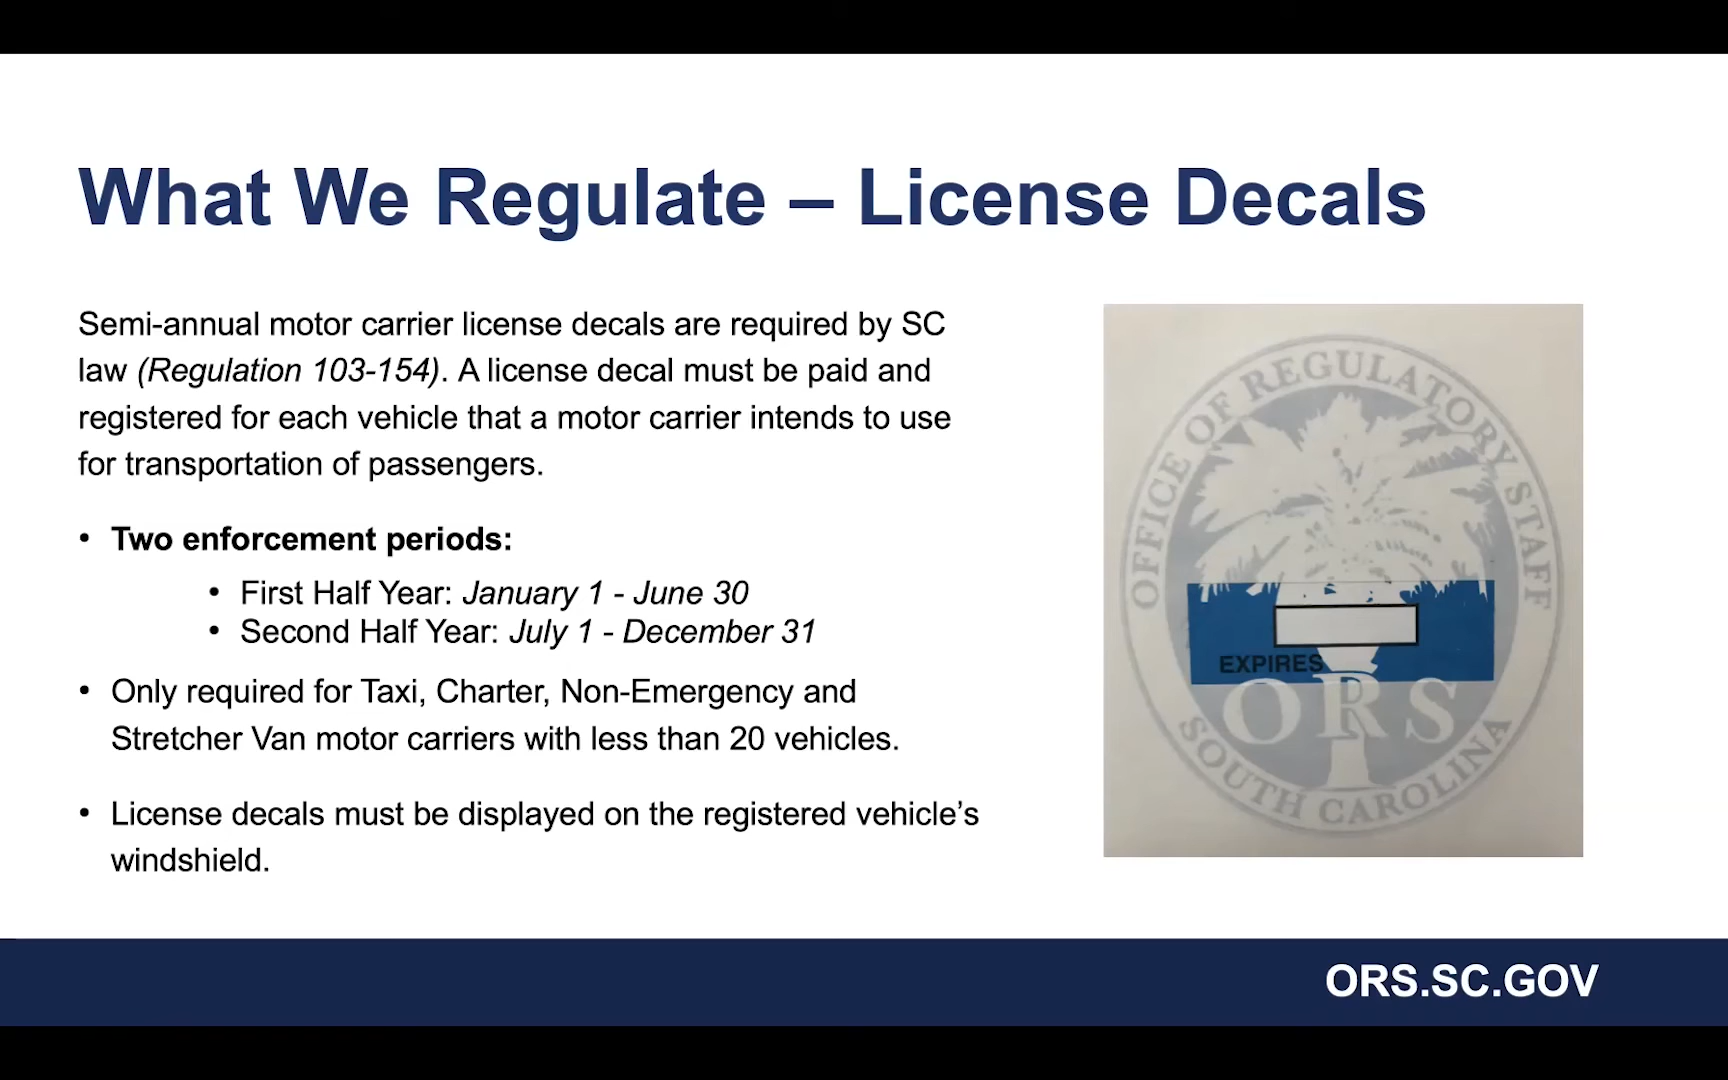 What We Regulate – License Decals
Semi-annual motor carrier license decals are required by SC
law (Regulation 103-154). A license decal must be paid and
registered for each vehicle that a motor carrier intends to use
for transportation of passengers.
• Two enforcement periods:
• First Half Year: January 1 - June 30
• Second Half Year: July 1 - December 31
• Only required for Taxi, Charter, Non-Emergency and
Stretcher Van motor carriers with less than 20 vehicles.
• License decals must be displayed on the registered vehicle’s
windshield.
OFFICE OF REGULATORY STAFF
EXPIRES
ORS
SOUTH CAROLINA
ORS.SC.GOV